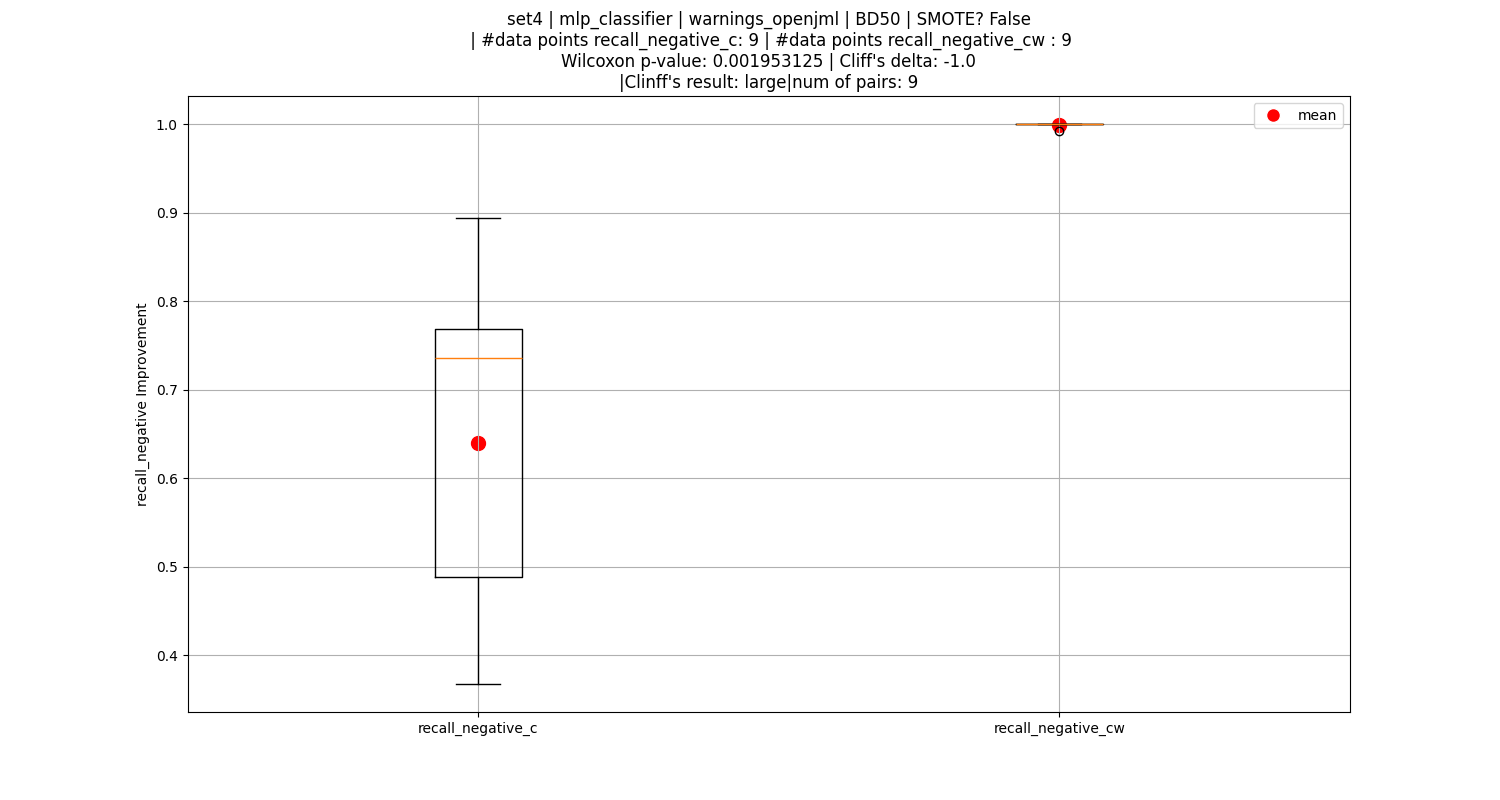 set4 | mlp_classifier | warnings_openjml | BD50 | SMOTE? False
| #data points recall_negative_c: 9 | #data points recall_negative_cw : 9
Wilcoxon p-value: 0.001953125 | Cliff's delta: -1.0
|Clinff's result: large|num of pairs: 9
mean
1.0
0.9
0.8
0.7
0.6
0.5
0.4
recall_negative Improvement
recall_negative_c
recall_negative_cw